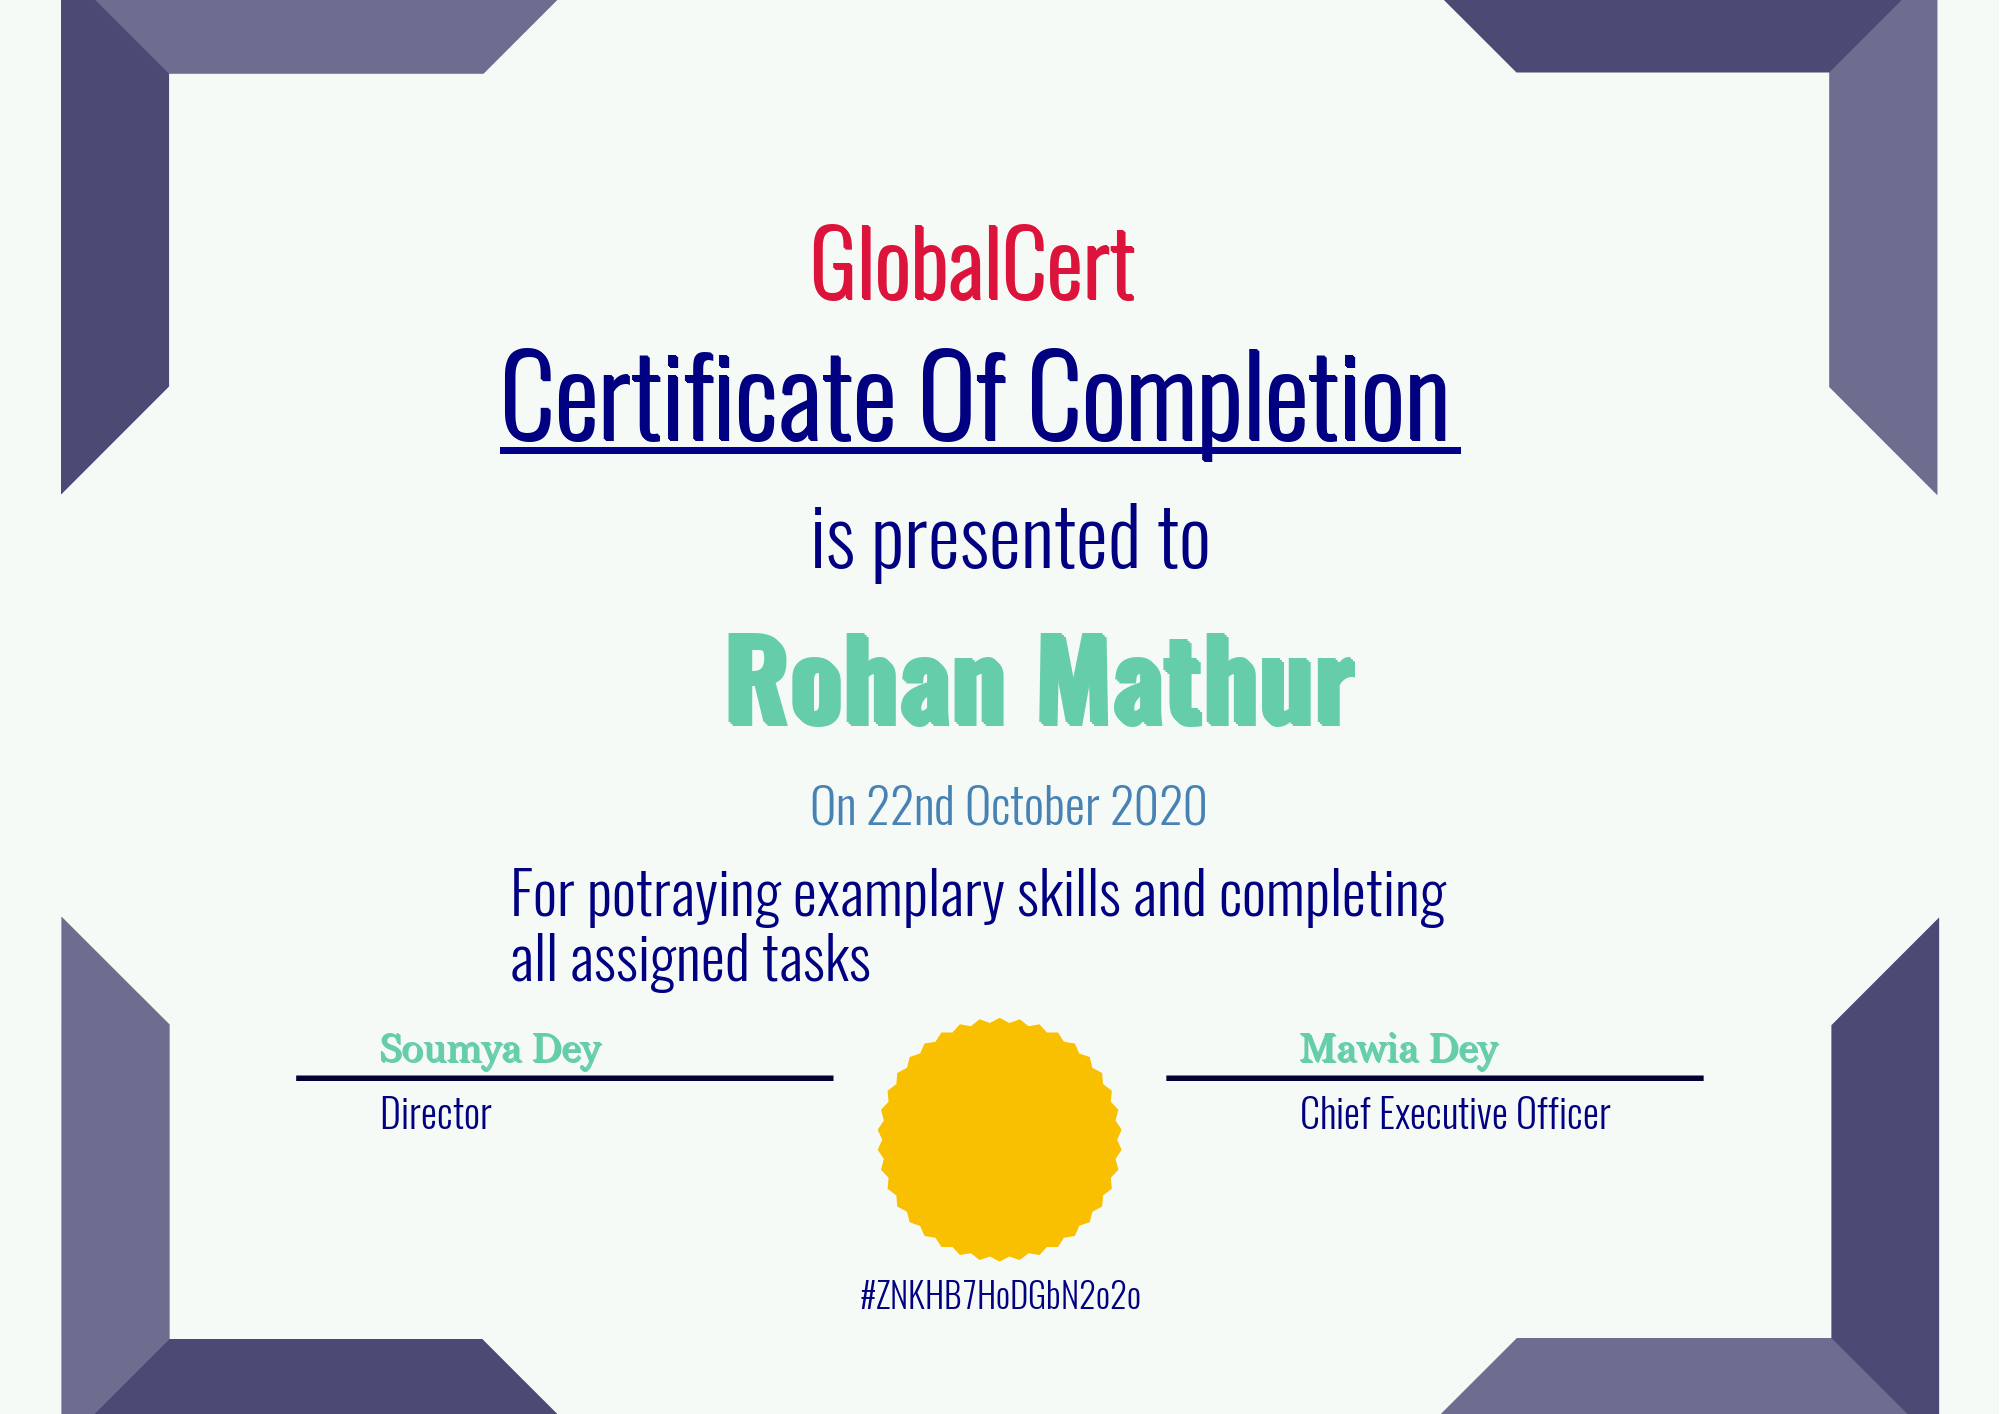 GlobalCert
Certificate Of Completion
is presented to
Rohan Mathur
On 22nd October 2020
For potraying examplary skills and completing
all assigned tasks
Soumya Dey
Mawia Dey
Director
Chief Executive Officer
#ZNKHB7HoDGbN2o2o